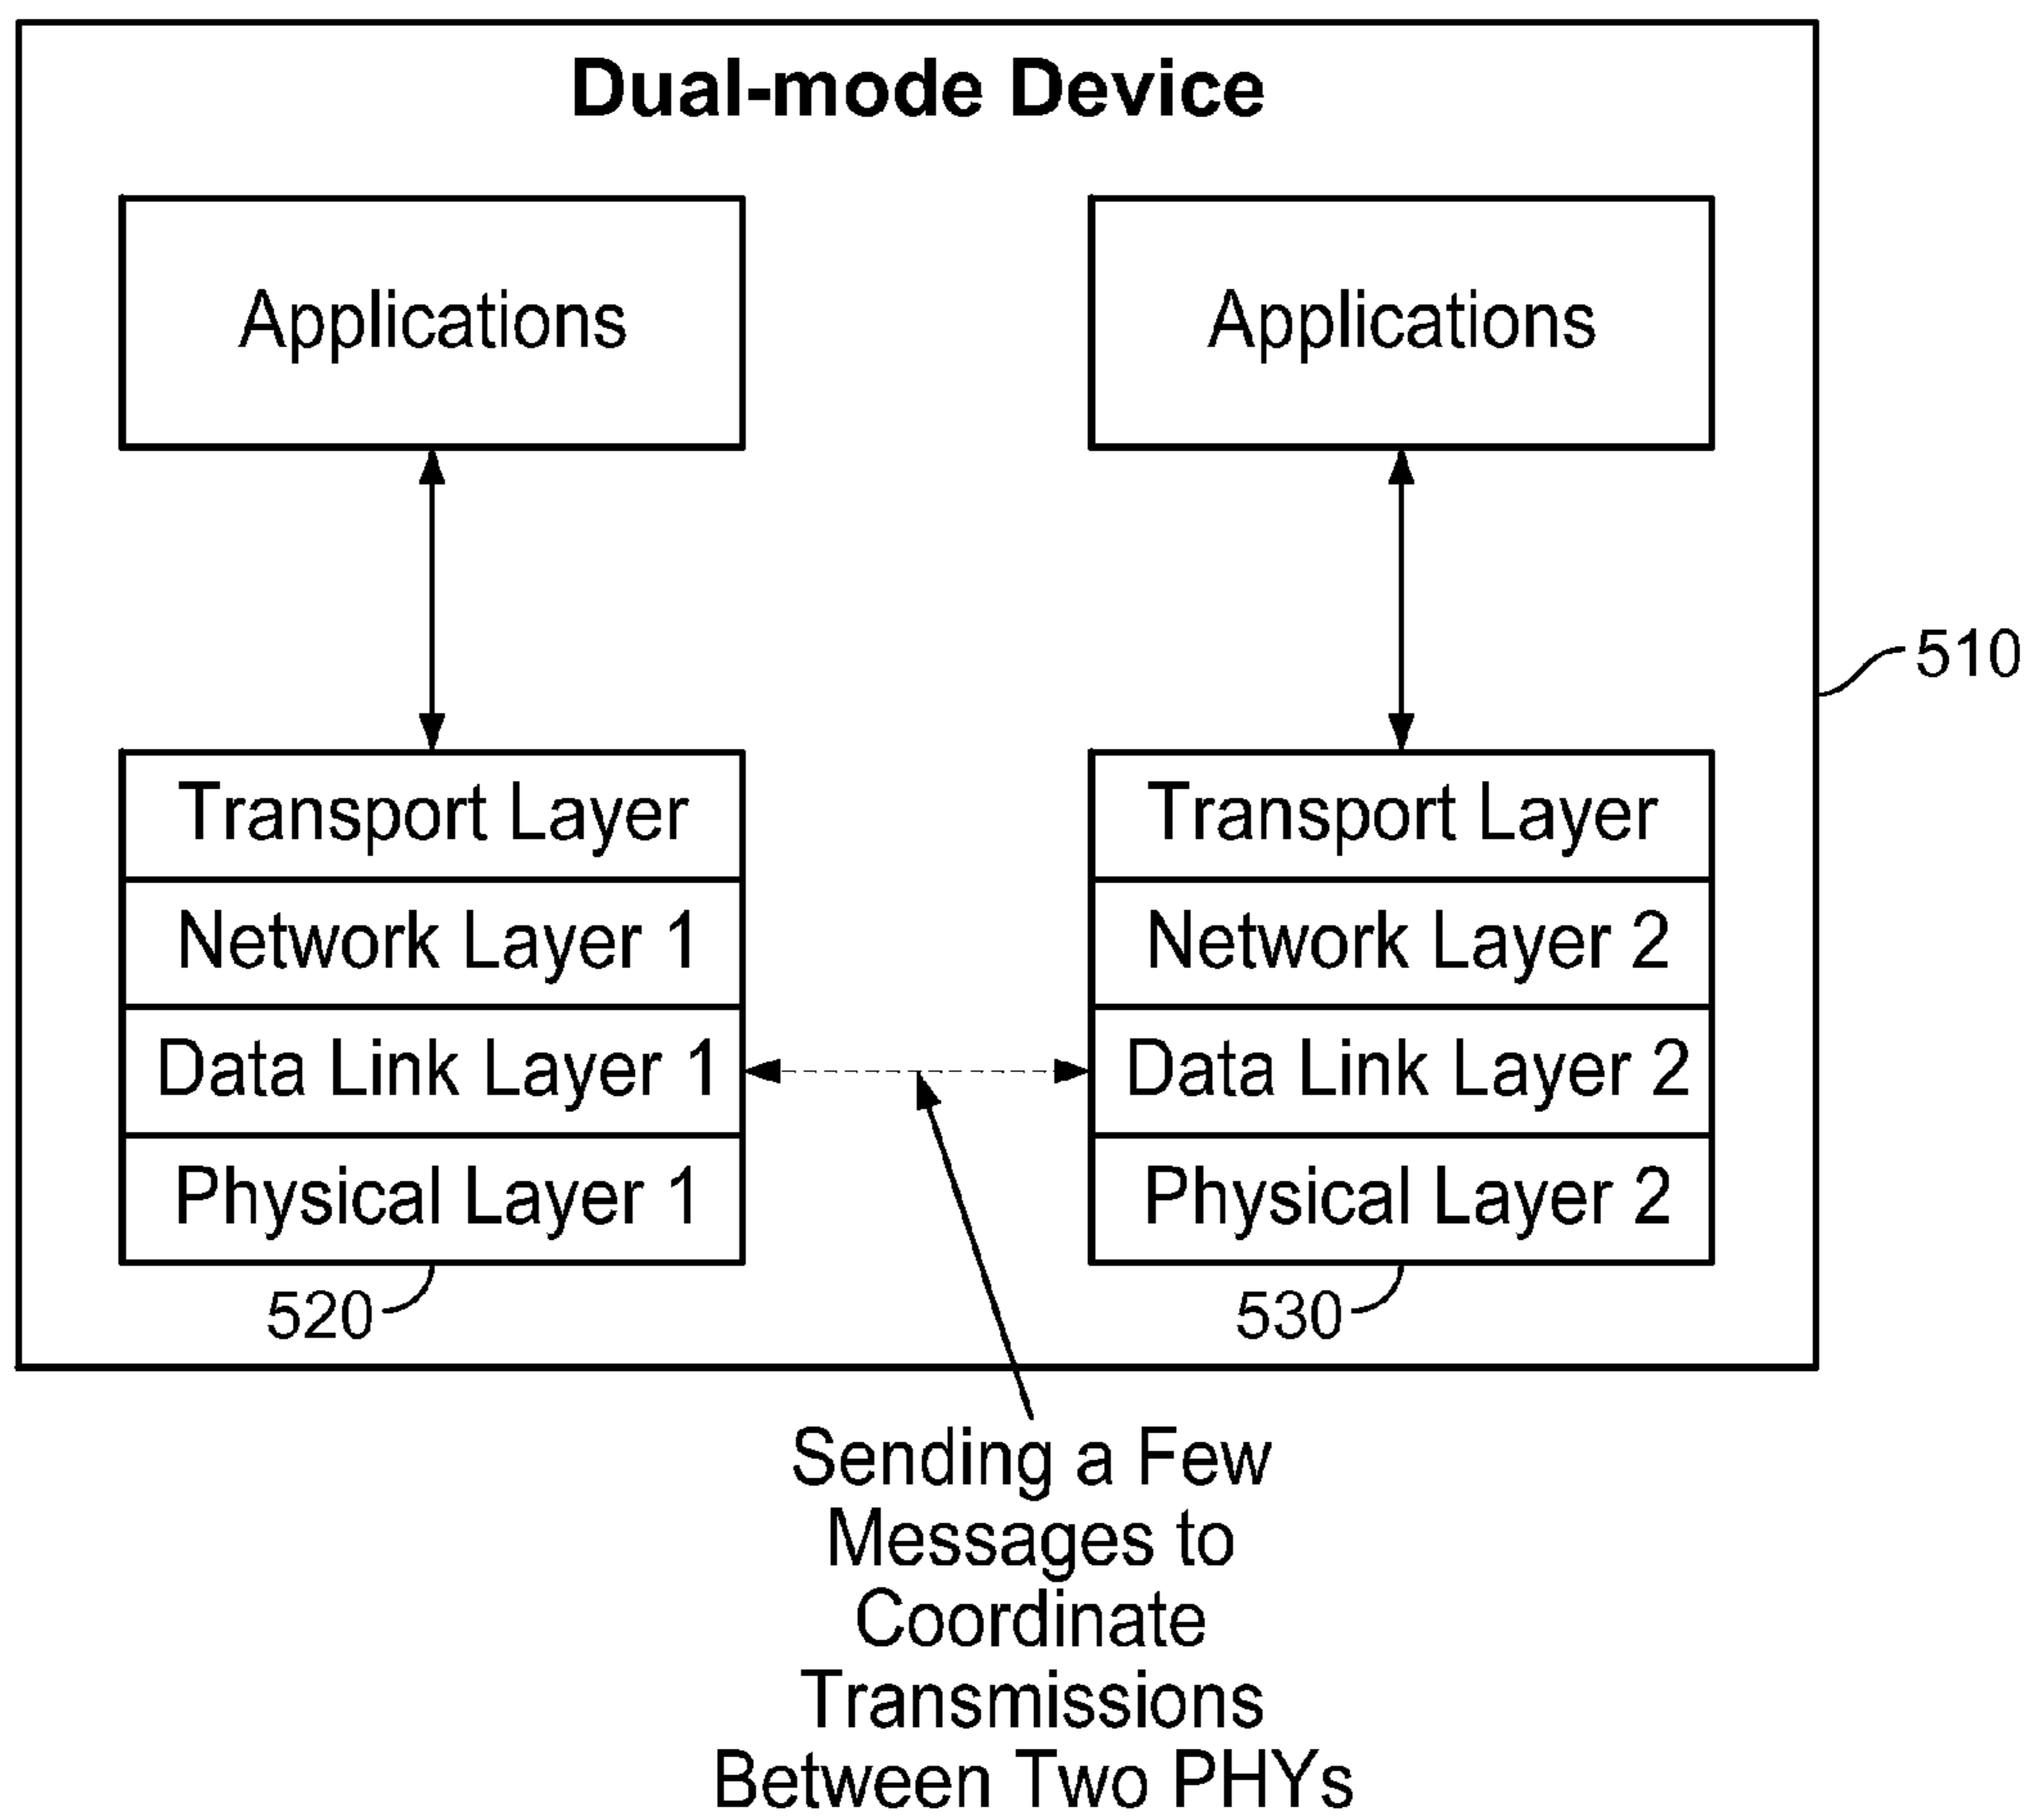 Dual-mode Device
Applications
Applications
510
Transport Layer
Network Layer 1
Data Link Layer 1
Physical Layer 1
520
Transport Layer
Network Layer 2
Data Link Layer 2
Physical Layer 2
530
Sending a Few
Messages to
Coordinate
Transmissions
Between Two PHYs